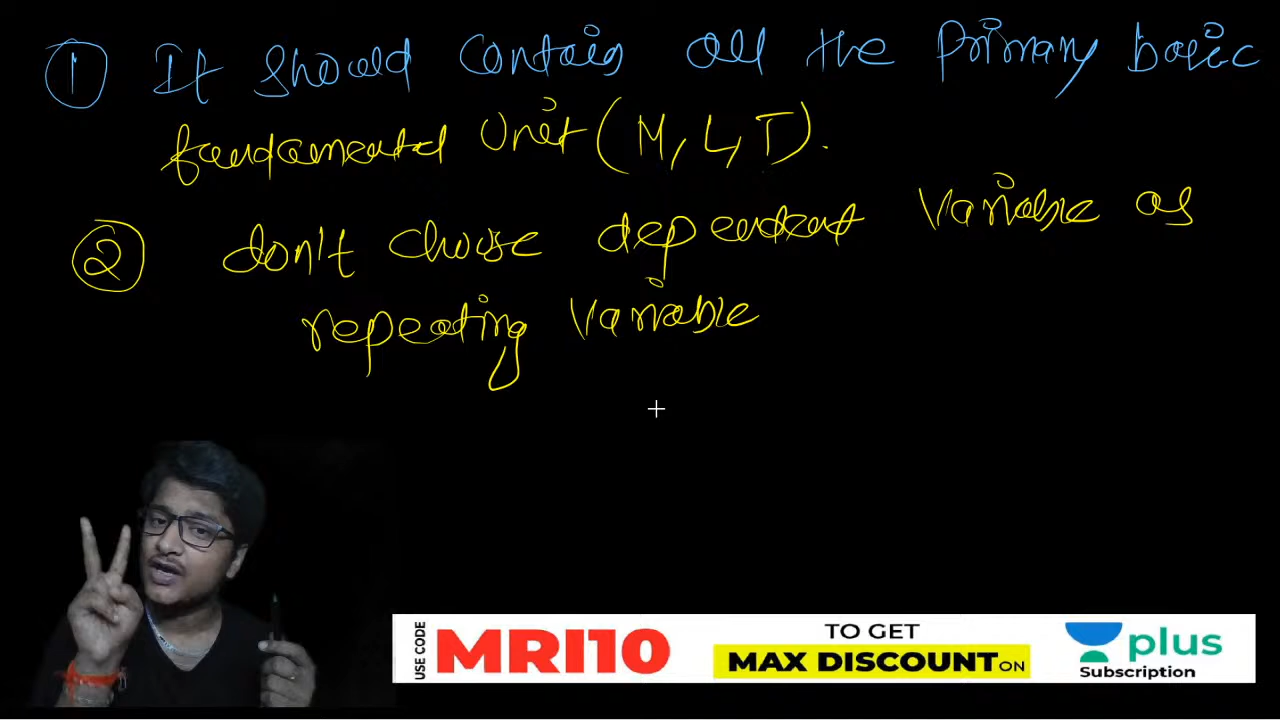 ① It should contais all the Primary basic
fundamental Unit (M, L, T).
② don't choose dependent Variable as
repeating Variable
USE CODE
MRI10
TO GET
MAX DISCOUNT ON
plus
Subscription